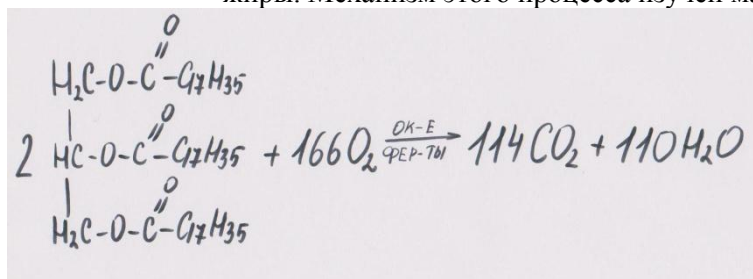 жиры. Механизм этого процесса изучен
O
H₂C-O-C-C₁₇H₃₅
O
2 HC-O-C-C₁₇H₃₅ + 166O₂ ОК-Е ФЕР-ТЫ 114CO₂ + 110H₂O
O
H₂C-O-C-C₁₇H₃₅